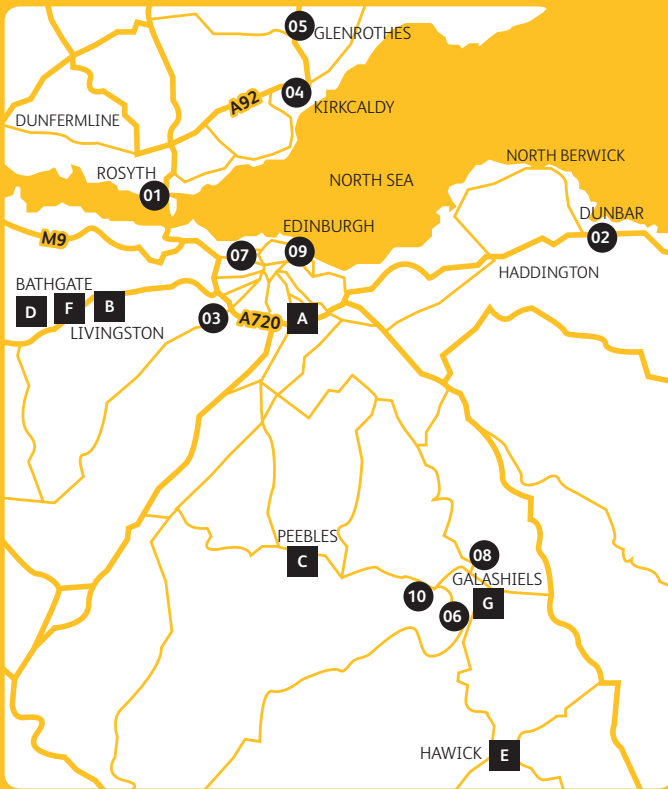 05
GLENROTHES
04
A92
KIRKCALDY
DUNFERMLINE
NORTH BERWICK
ROSYTH
NORTH SEA
01
DUNBAR
EDINBURGH
02
M9
07
09
HADDINGTON
BATHGATE
D
F
B
LIVINGSTON
03
A720
A
PEEBLES
C
08
GALASHIELS
10
G
06
HAWICK
E